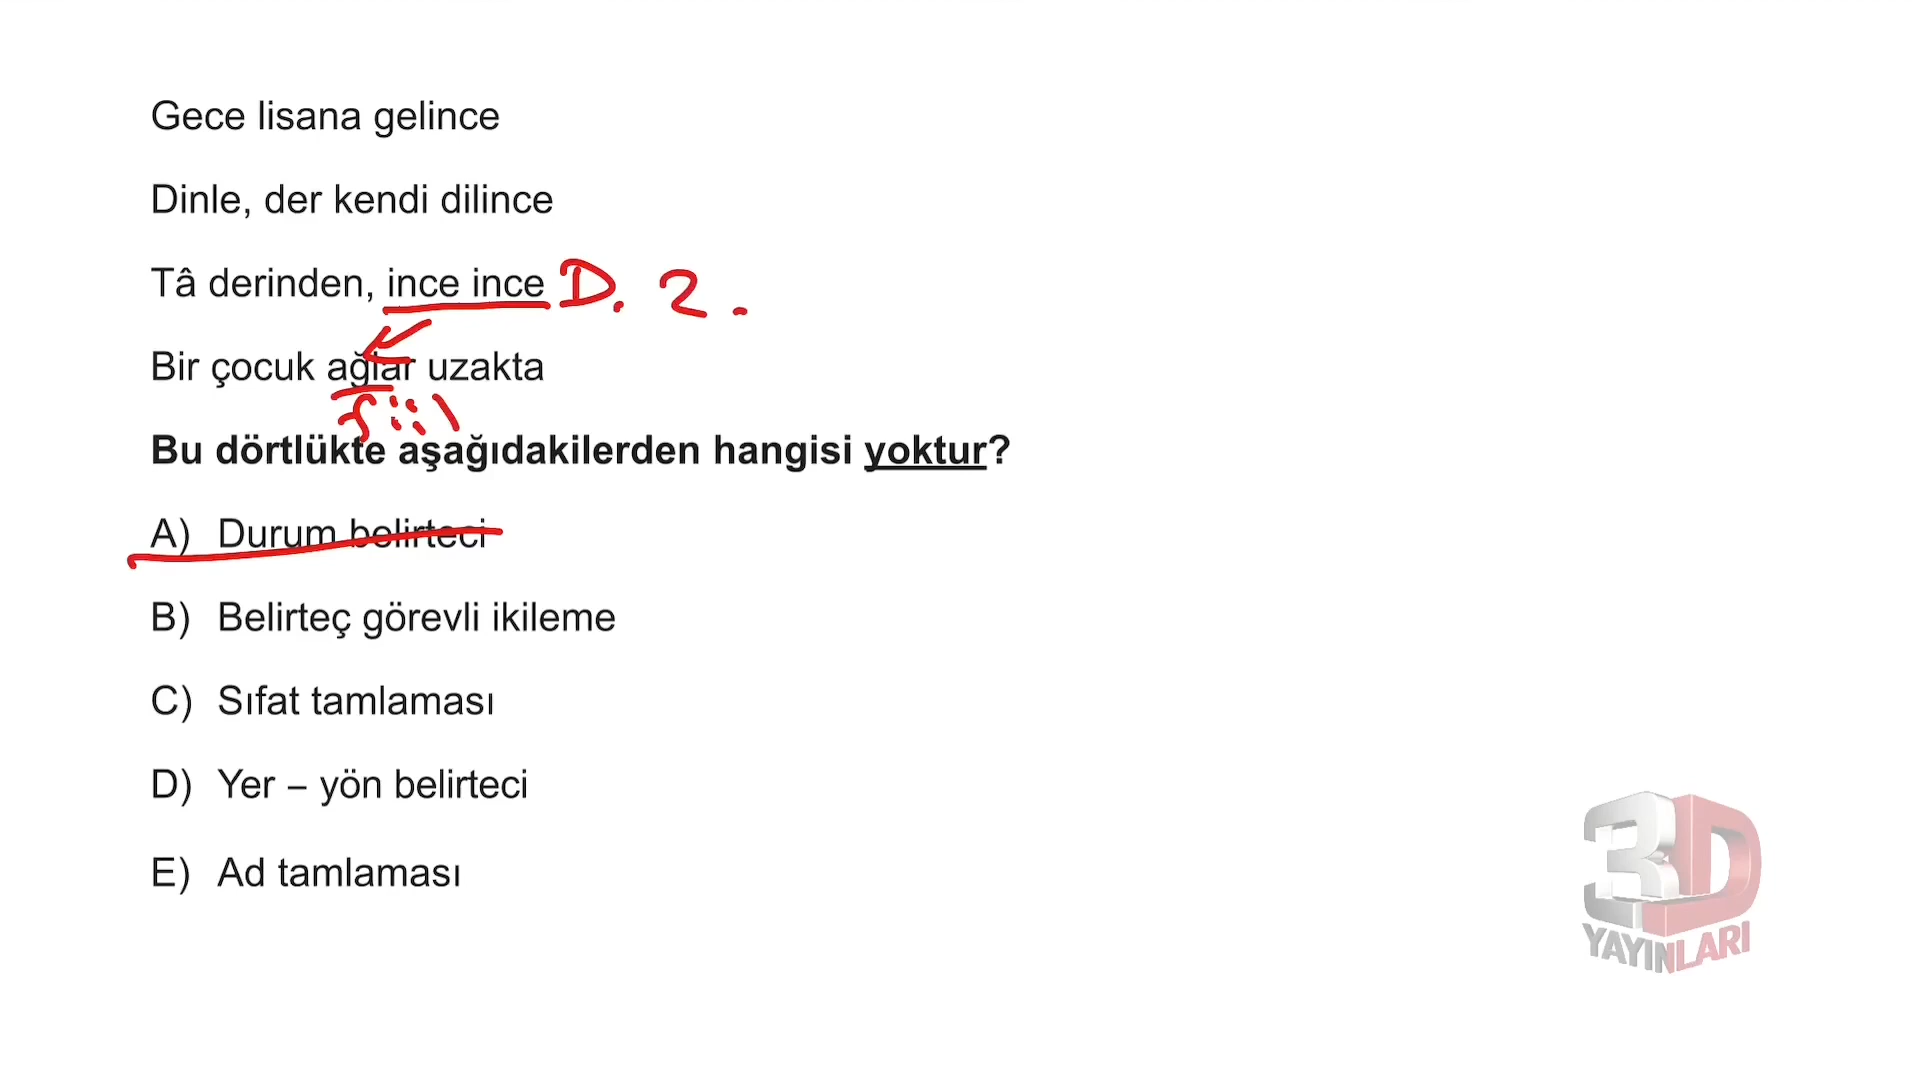 Gece lisana gelince
Dinle, der kendi dilince
Tâ derinden, ince ince D. 2.
Bir çocuk ağlar uzakta
fiil
Bu dörtlükte aşağıdakilerden hangisi yoktur?
A) Durum belirteci
B) Belirteç görevli ikileme
C) Sıfat tamlaması
D) Yer – yön belirteci
E) Ad tamlaması
3D
YAYINLARI